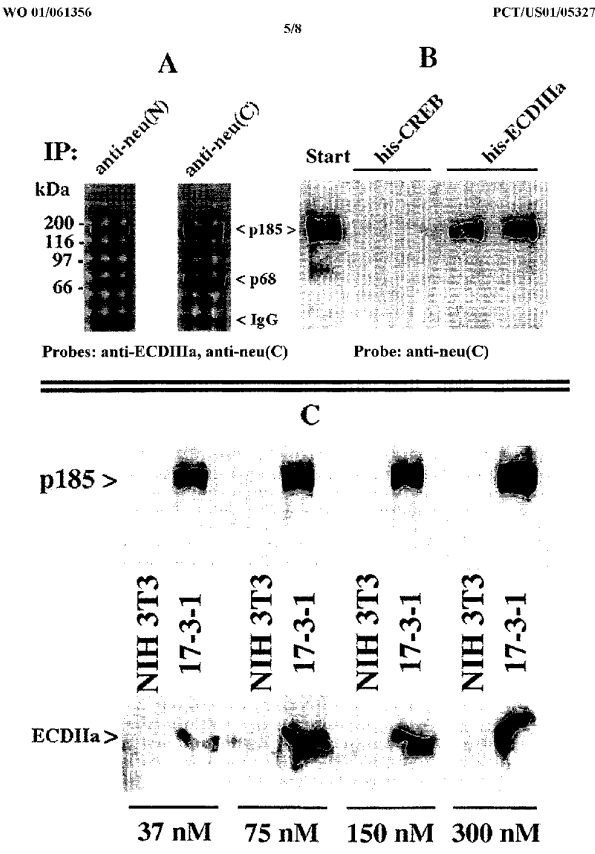 WO 01/061356 PCT/US01/05327
5/8
A
B
IP:
anti-neu(N)
anti-neu(C)
Start
his-CREB
his-ECDIIIa
kDa
200 -
116 -
97 -
66 -
< p185 >
< p68
< IgG
Probes: anti-ECDIIIa, anti-neu(C)
Probe: anti-neu(C)
C
p185 >
NIH 3T3
17-3-1
NIH 3T3
17-3-1
NIH 3T3
17-3-1
NIH 3T3
17-3-1
ECDIIa >
37 nM
75 nM
150 nM
300 nM